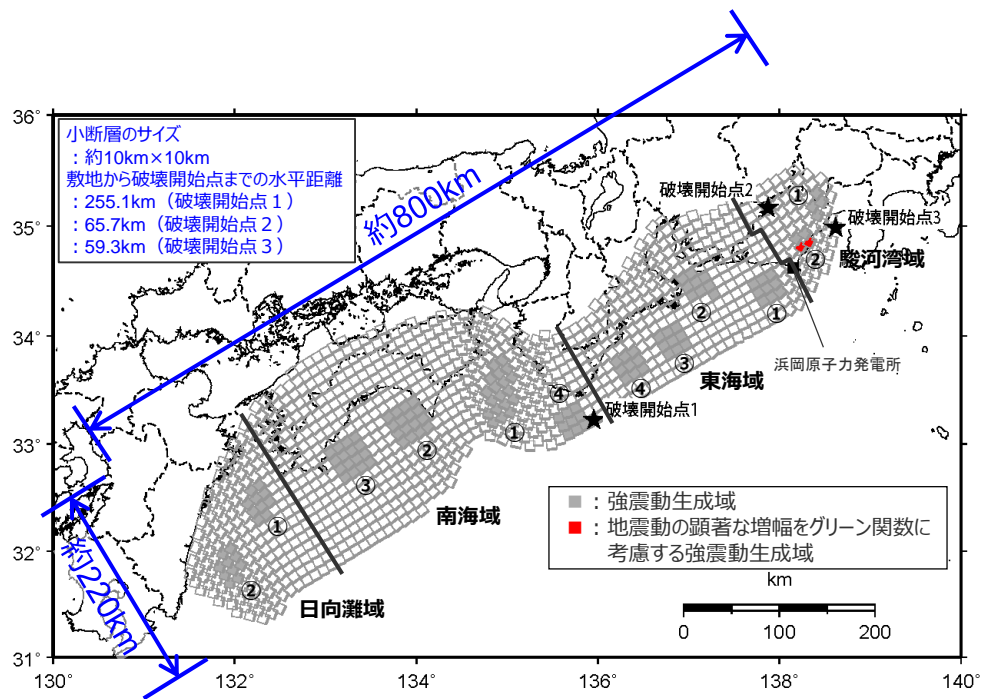 約800km
36°
35°
34°
33°
32°
31°
130°
132°
134°
136°
138°
140°
小断層のサイズ
：約10km×10km
敷地から破壊開始点までの水平距離
：255.1km（破壊開始点１）
：65.7km（破壊開始点２）
：59.3km（破壊開始点３）
破壊開始点2
①
破壊開始点3
②
駿河湾域
②
①
浜岡原子力発電所
③
東海域
④
④
破壊開始点1
①
②
③
南海域
①
②
日向灘域
約220km
：強震動生成域
：地震動の顕著な増幅をグリーン関数に
考慮する強震動生成域
km
0
100
200